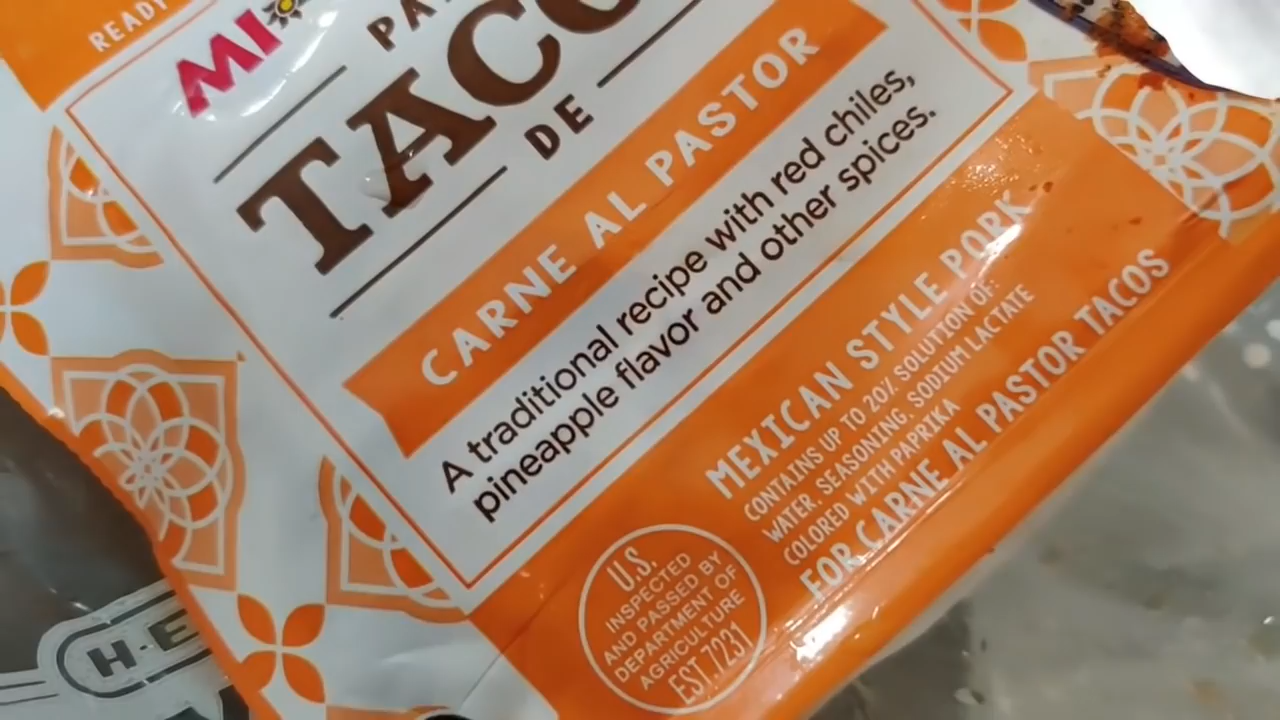 READY
MI
PA
TACO
DE
CARNE AL PASTOR
A traditional recipe with red chiles,
pineapple flavor and other spices.
MEXICAN STYLE PORK
CONTAINS UP TO 20% SOLUTION OF:
WATER, SEASONING, SODIUM LACTATE
COLORED WITH PAPRIKA
FOR CARNE AL PASTOR TACOS
U.S.
INSPECTED
AND PASSED BY
DEPARTMENT OF
AGRICULTURE
EST. 7231
H-E